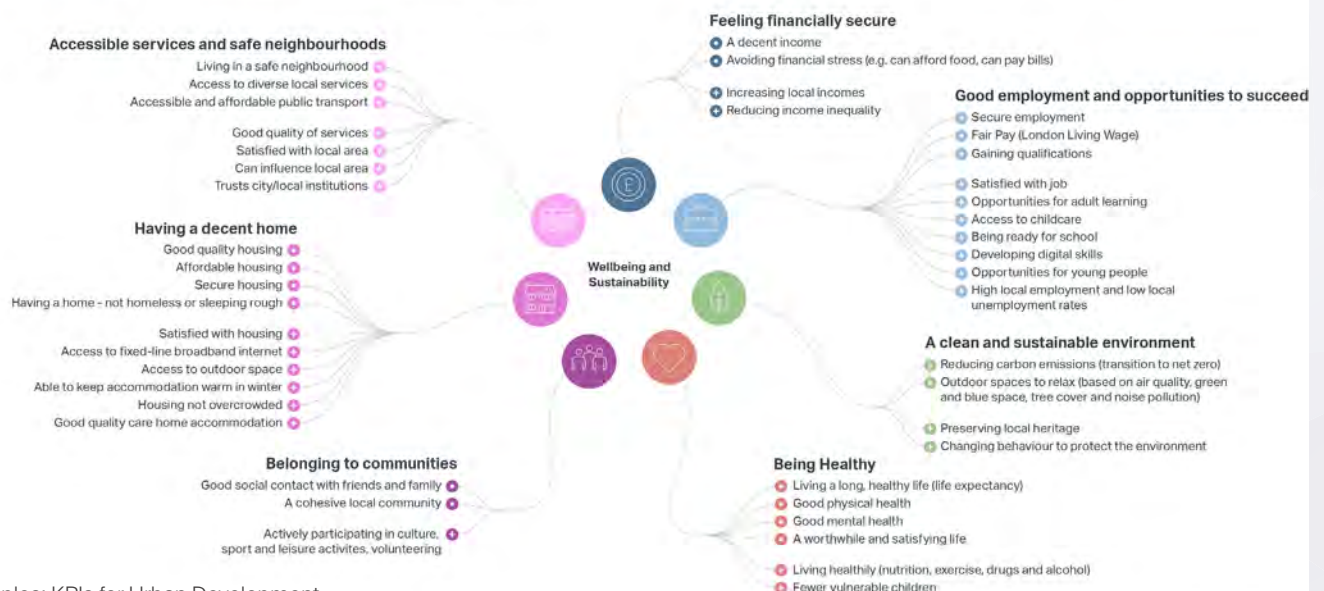 Feeling financially secure
A decent income
Avoiding financial stress (e.g. can afford food, can pay bills)
Increasing local incomes
Reducing income inequality
Accessible services and safe neighbourhoods
Living in a safe neighbourhood
Access to diverse local services
Accessible and affordable public transport
Good quality of services
Satisfied with local area
Can influence local area
Trusts city/local institutions
Good employment and opportunities to succeed
Secure employment
Fair Pay (London Living Wage)
Gaining qualifications
Satisfied with job
Opportunities for adult learning
Access to childcare
Being ready for school
Developing digital skills
Opportunities for young people
High local employment and low local
unemployment rates
Having a decent home
Good quality housing
Affordable housing
Secure housing
Having a home - not homeless or sleeping rough
Satisfied with housing
Access to fixed-line broadband internet
Access to outdoor space
Able to keep accommodation warm in winter
Housing not overcrowded
Good quality care home accommodation
Wellbeing and
Sustainability
A clean and sustainable environment
Reducing carbon emissions (transition to net zero)
Outdoor spaces to relax (based on air quality, green
and blue space, tree cover and noise pollution)
Preserving local heritage
Changing behaviour to protect the environment
Belonging to communities
Good social contact with friends and family
A cohesive local community
Actively participating in culture,
sport and leisure activites, volunteering
Being Healthy
Living a long, healthy life (life expectancy)
Good physical health
Good mental health
A worthwhile and satisfying life
Living healthily (nutrition, exercise, drugs and alcohol)
Fewer vulnerable children
KPIs for Urban Development